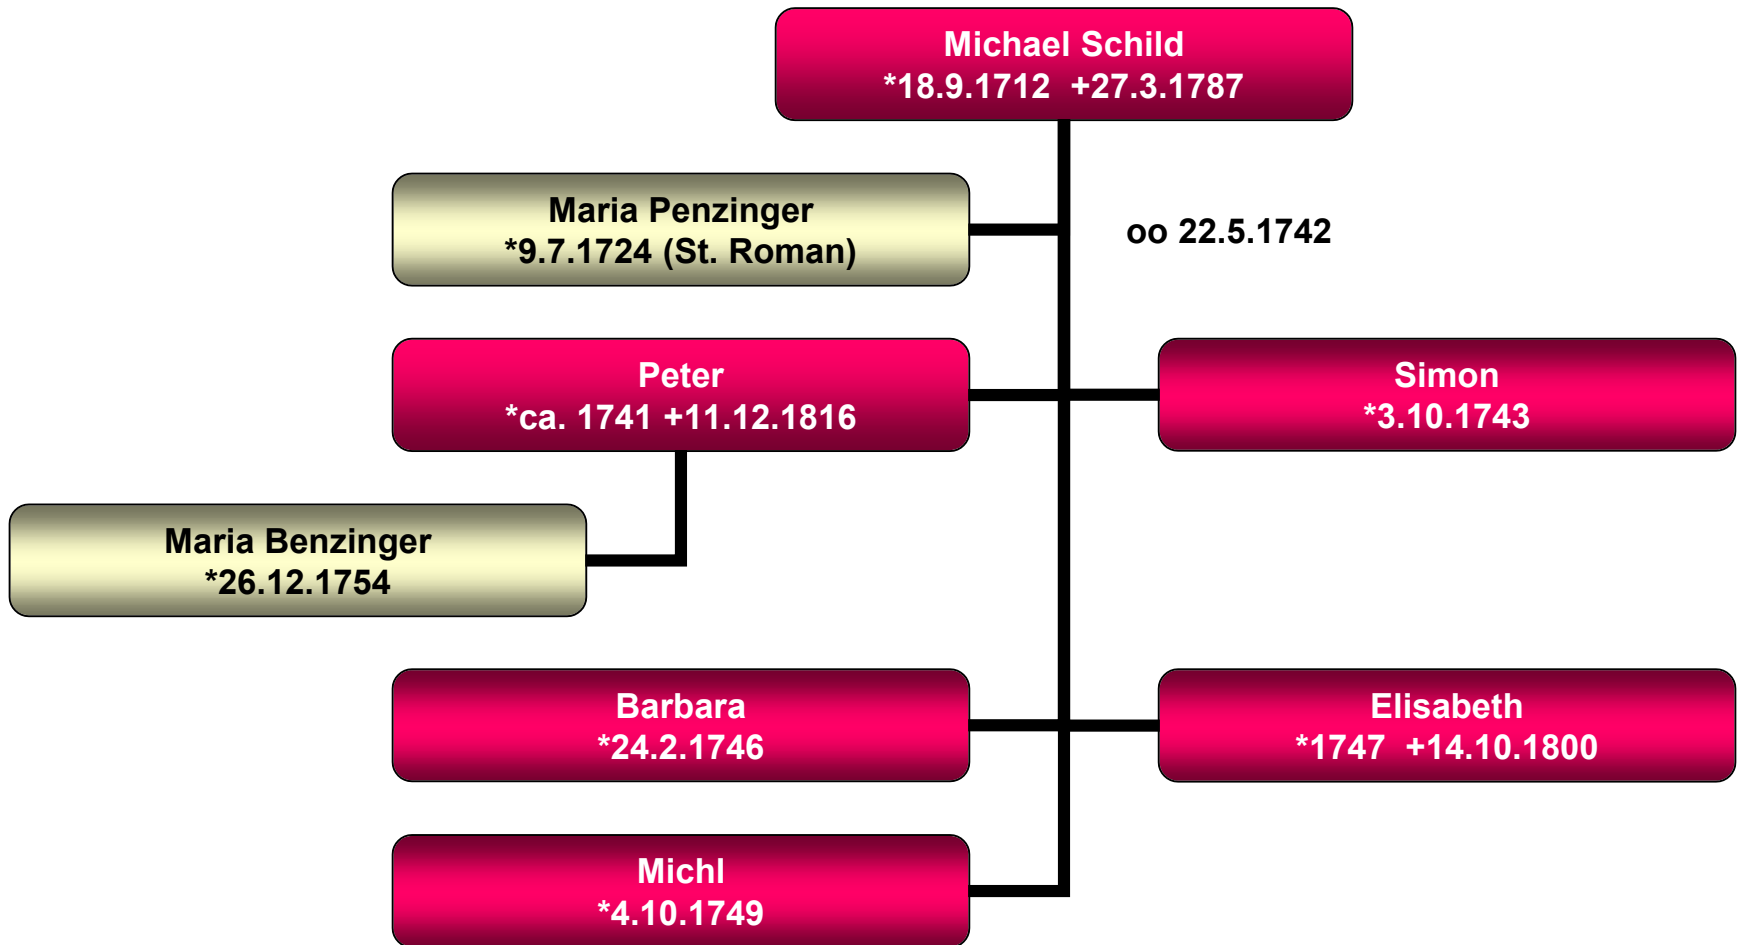 Michael Schild
*18.9.1712  +27.3.1787
Maria Penzinger
*9.7.1724 (St. Roman)
oo 22.5.1742
Peter
*ca. 1741 +11.12.1816
Simon
*3.10.1743
Maria Benzinger
*26.12.1754
Barbara
*24.2.1746
Elisabeth
*1747  +14.10.1800
Michl
*4.10.1749